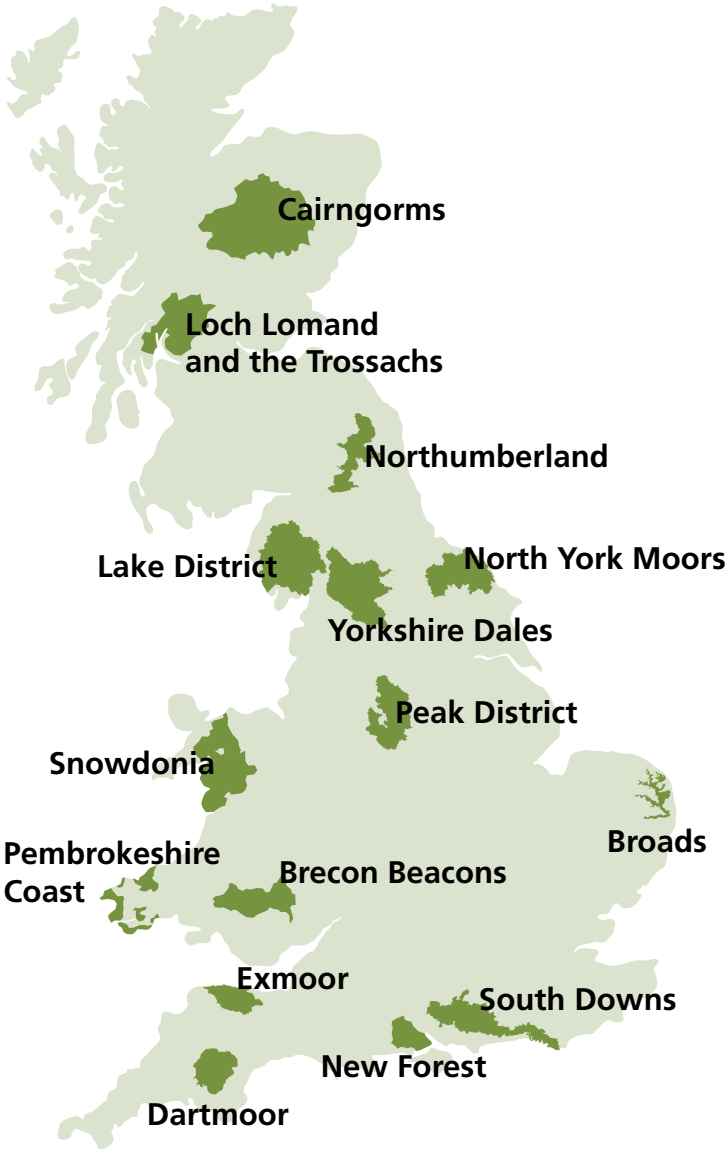 Cairngorms
Loch Lomand
and the Trossachs
Northumberland
Lake District
North York Moors
Yorkshire Dales
Peak District
Snowdonia
Broads
Pembrokeshire
Coast
Brecon Beacons
Exmoor
South Downs
New Forest
Dartmoor